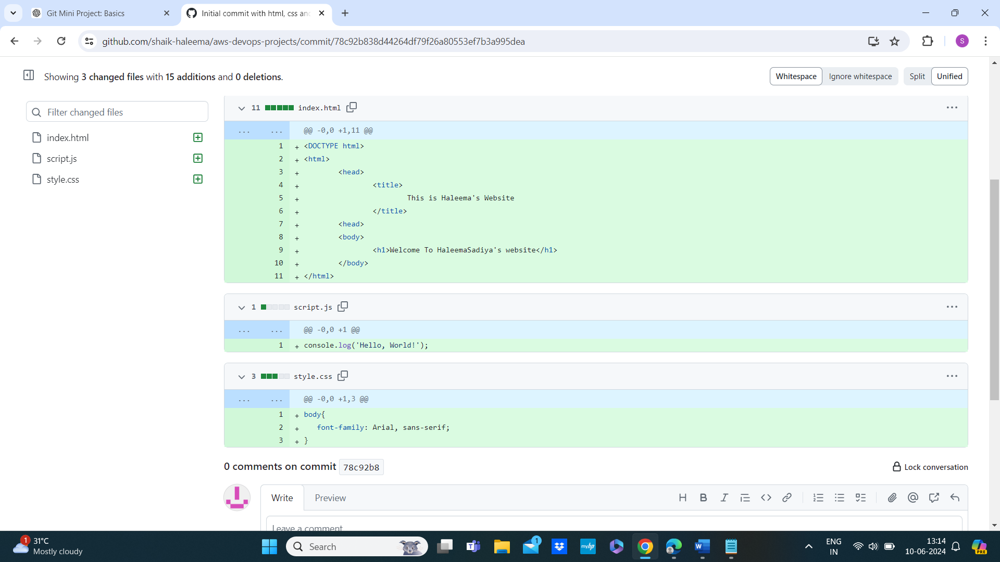 Git Mini Project: Basics
Initial commit with html, css and
github.com/shaik-haleema/aws-devops-projects/commit/78c92b838d44264df79f26a80553ef7b3a995dea
S
Showing 3 changed files with 15 additions and 0 deletions.
Whitespace Ignore whitespace Split Unified
Filter changed files
index.html
script.js
style.css
11 index.html
... ... @@ -0,0 +1,11 @@
1 + <DOCTYPE html>
2 + <html>
3 + <head>
4 + <title>
5 + This is Haleema's Website
6 + </title>
7 + <head>
8 + <body>
9 + <h1>Welcome To HaleemaSadiya's website</h1>
10 + </body>
11 + </html>
1 script.js
... ... @@ -0,0 +1 @@
1 + console.log('Hello, World!');
3 style.css
... ... @@ -0,0 +1,3 @@
1 + body{
2 + font-family: Arial, sans-serif;
3 + }
0 comments on commit 78c92b8
Lock conversation
Write Preview
Leave a comment
1
31°C
Mostly cloudy
Search
1
myhp
ENG
IN
13:14
10-06-2024
PRE